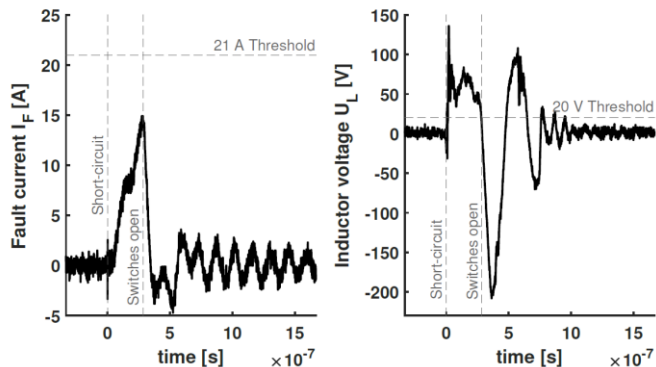 Fault current I_F [A]
25
20
15
10
5
0
-5
21 A Threshold
Short-circuit
Switches open
0
5
10
15
time [s]
×10^-7
Inductor voltage U_L [V]
150
100
50
0
-50
-100
-150
-200
20 V Threshold
Short-circuit
Switches open
0
5
10
15
time [s]
×10^-7